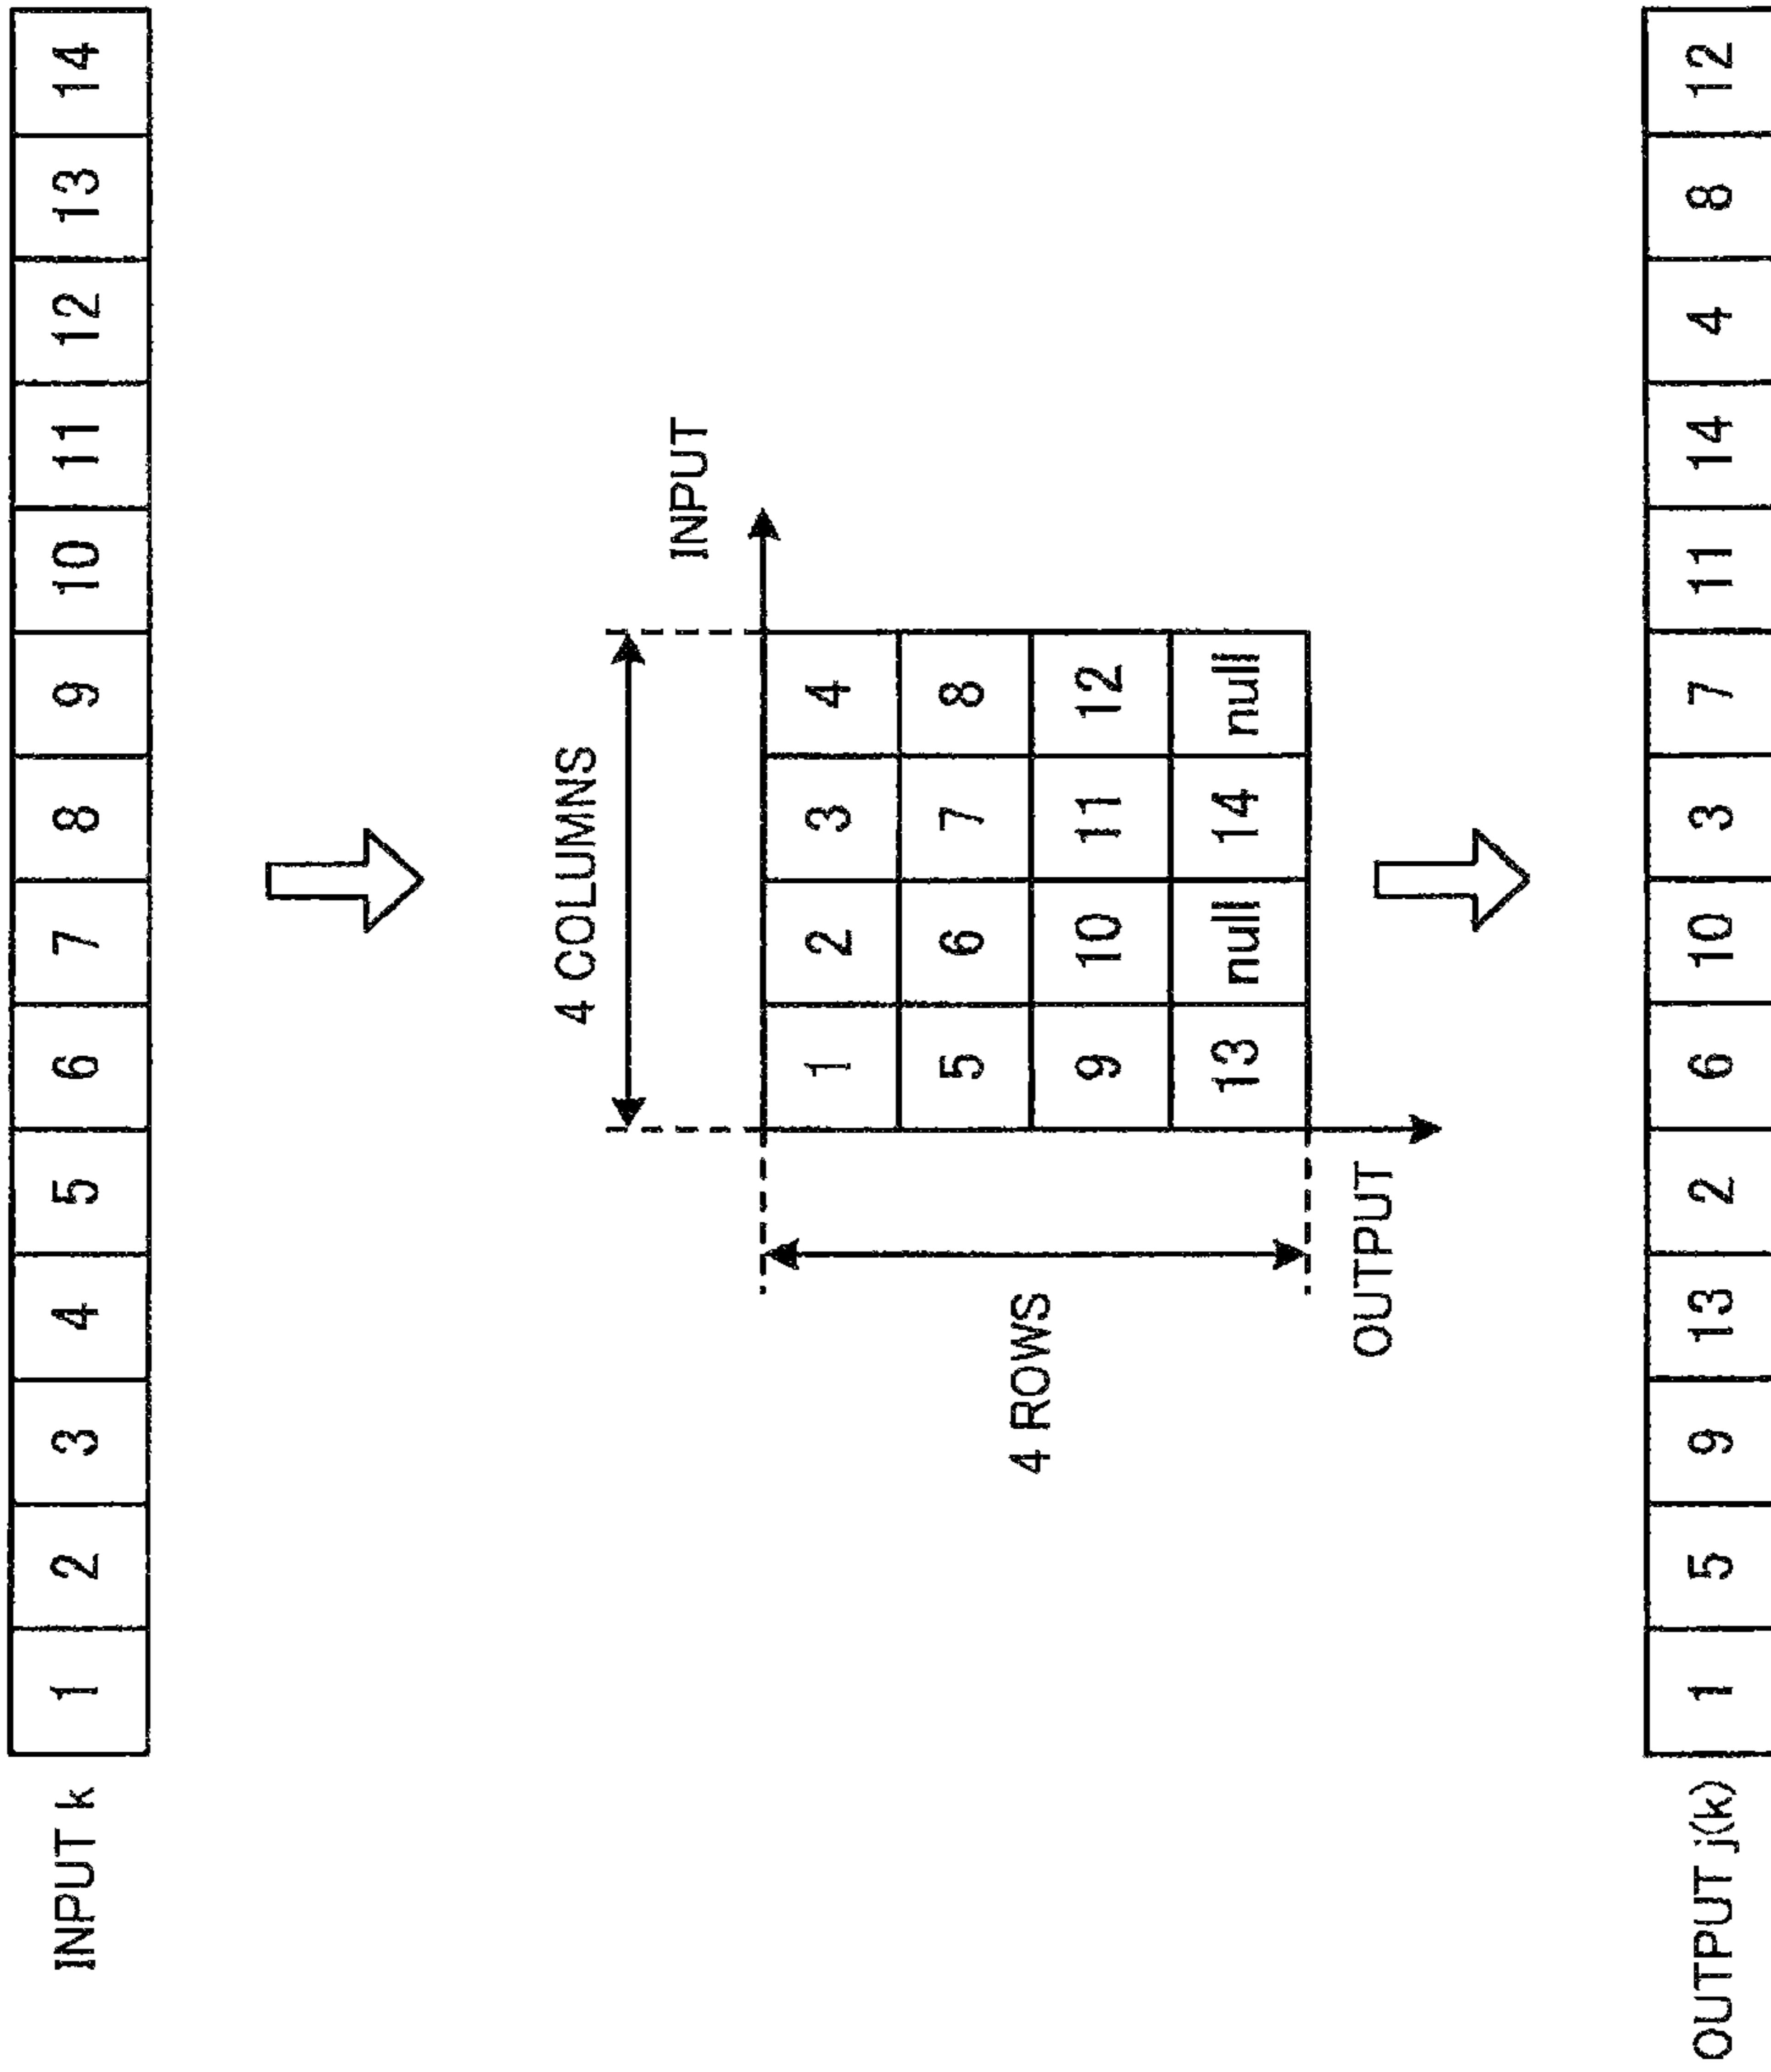 INPUT k 1 2 3 4 5 6 7 8 9 10 11 12 13 14
INPUT
4 COLUMNS
4 ROWS
1 2 3 4
5 6 7 8
9 10 11 12
13 null 14 null
OUTPUT
OUTPUT j(k) 1 5 9 13 2 6 10 3 7 11 14 4 8 12